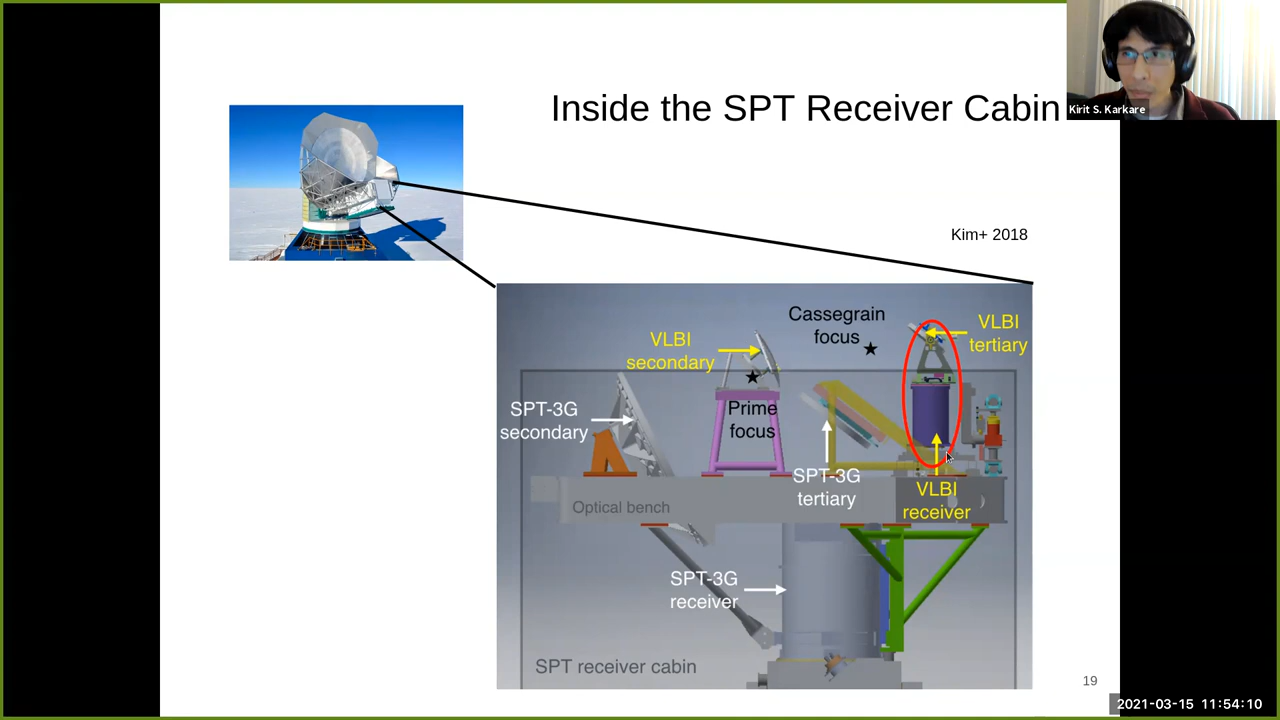 Inside the SPT Receiver Cabin
Kirit S. Karkare
Kim+ 2018
Cassegrain
focus
VLBI
tertiary
VLBI
secondary
SPT-3G
secondary
Prime
focus
SPT-3G
tertiary
VLBI
receiver
Optical bench
SPT-3G
receiver
SPT receiver cabin
19
2021-03-15 11:54:10